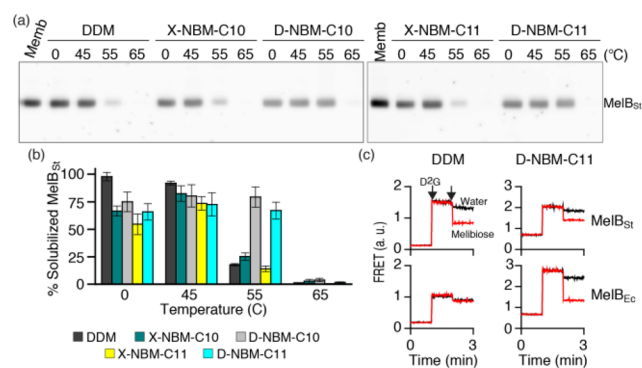 (a)
DDM X-NBM-C10 D-NBM-C10 X-NBM-C11 D-NBM-C11
Memb 0 45 55 65 0 45 55 65 0 45 55 65 Memb 0 45 55 65 0 45 55 65 (°C)
MelBSt
(b)
% Solubilized MelBSt
100
75
50
25
0
0 45 55 65
Temperature (C)
DDM X-NBM-C10 D-NBM-C10
X-NBM-C11 D-NBM-C11
(c)
DDM D-NBM-C11
FRET (a. u.)
2 3
D²G
Water
1 2
Melibiose
1
0 0
MelBSt
2 3
1 2
1
0 0
MelBEc
0 3 0 3
Time (min) Time (min)